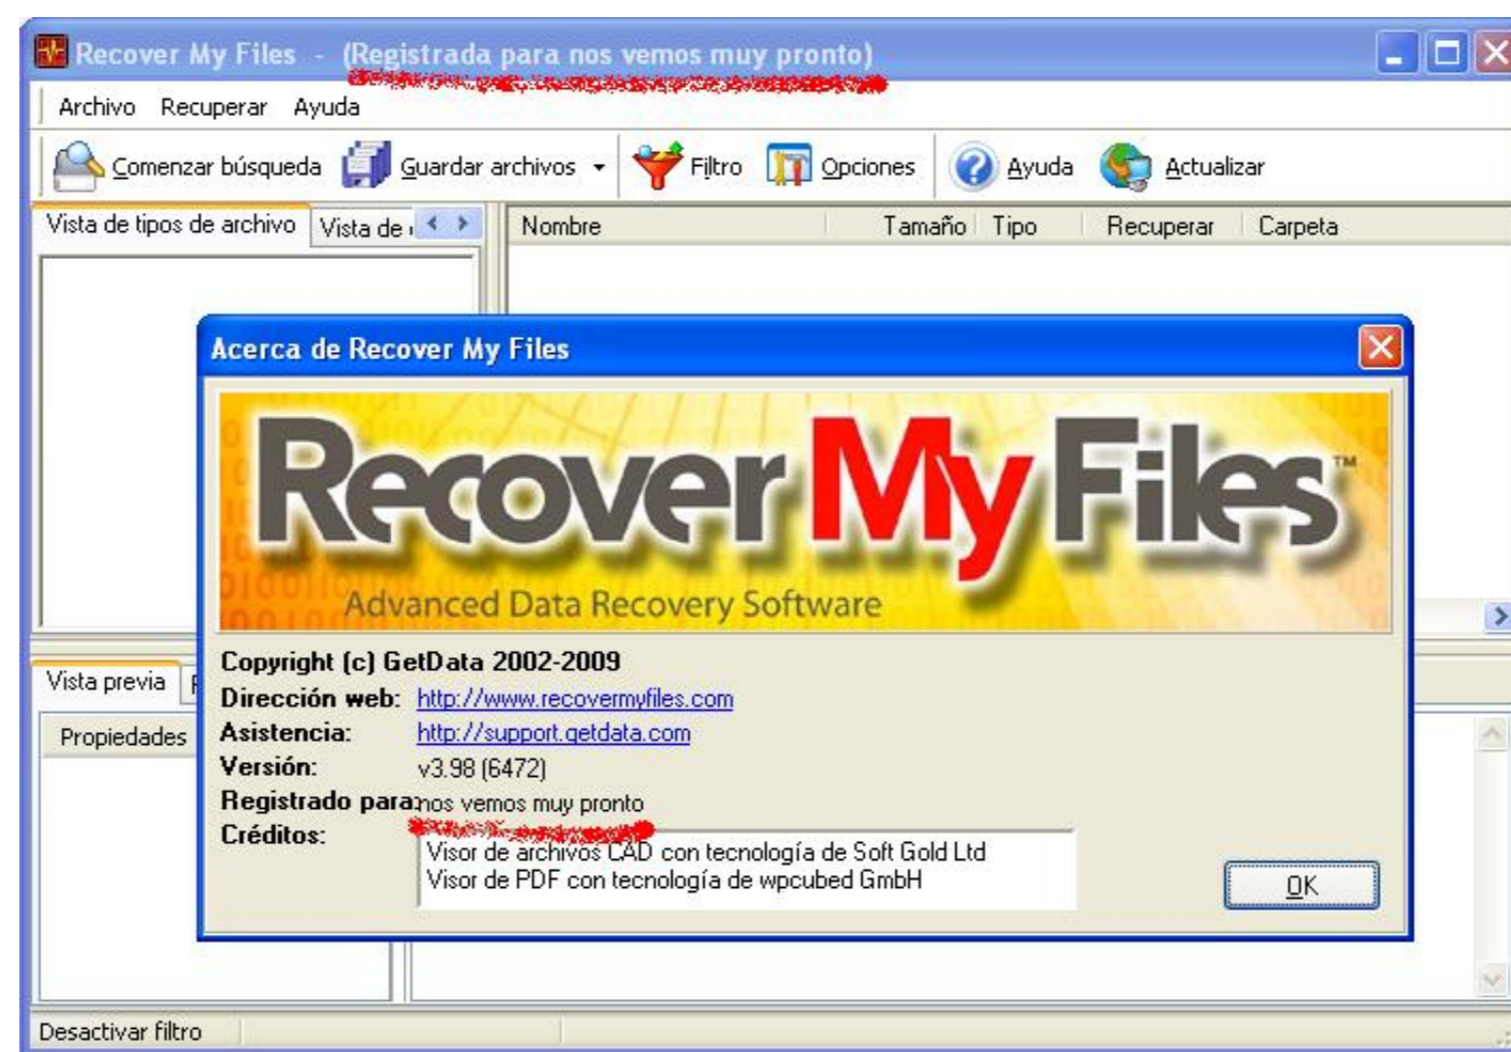 Recover My Files - (Registrada para nos vemos muy pronto)
Archivo Recuperar Ayuda
Comenzar búsqueda Guardar archivos Filtro Opciones Ayuda Actualizar
Vista de tipos de archivo Vista de
Nombre Tamaño Tipo Recuperar Carpeta
Acerca de Recover My Files
Recover My Files™
Advanced Data Recovery Software
Copyright (c) GetData 2002-2009
Dirección web: http://www.recovermyfiles.com
Asistencia: http://support.getdata.com
Versión: v3.98 (6472)
Registrado para: nos vemos muy pronto
Créditos:
Visor de archivos CAD con tecnología de Soft Gold Ltd
Visor de PDF con tecnología de wpcubed GmbH
OK
Vista previa
Propiedades
Desactivar filtro